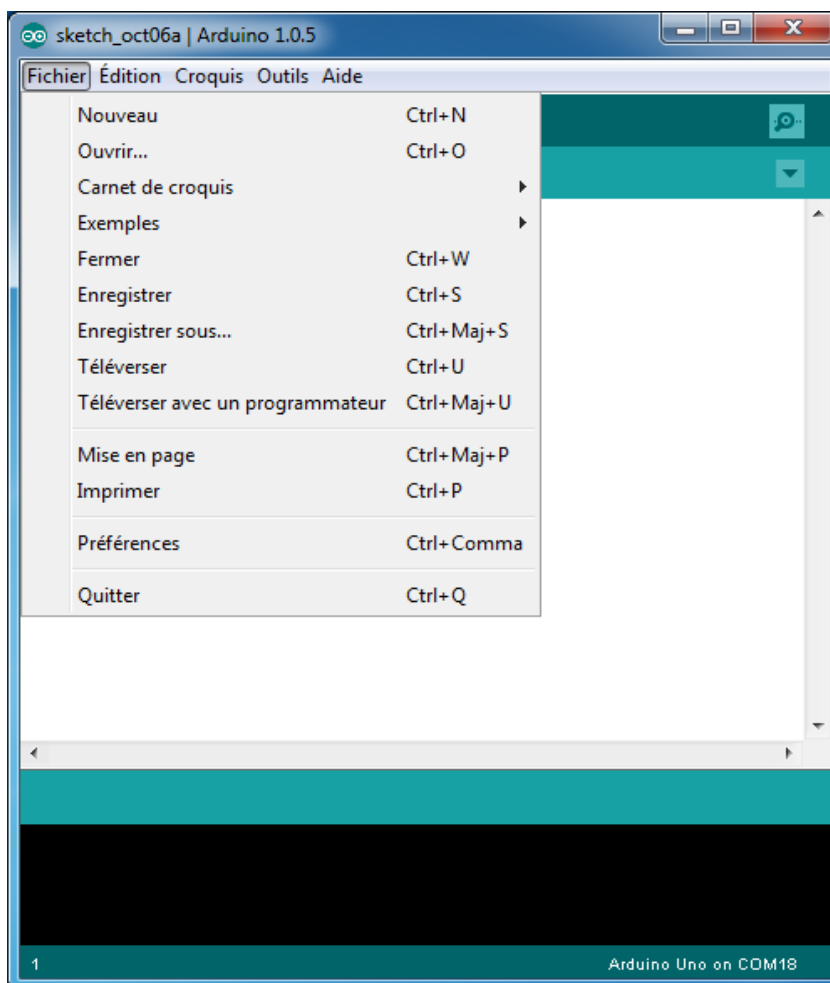 sketch_oct06a | Arduino 1.0.5
Fichier Édition Croquis Outils Aide
Nouveau Ctrl+N
Ouvrir... Ctrl+O
Carnet de croquis
Exemples
Fermer Ctrl+W
Enregistrer Ctrl+S
Enregistrer sous... Ctrl+Maj+S
Téléverser Ctrl+U
Téléverser avec un programmateur Ctrl+Maj+U
Mise en page Ctrl+Maj+P
Imprimer Ctrl+P
Préférences Ctrl+Comma
Quitter Ctrl+Q
1 Arduino Uno on COM18